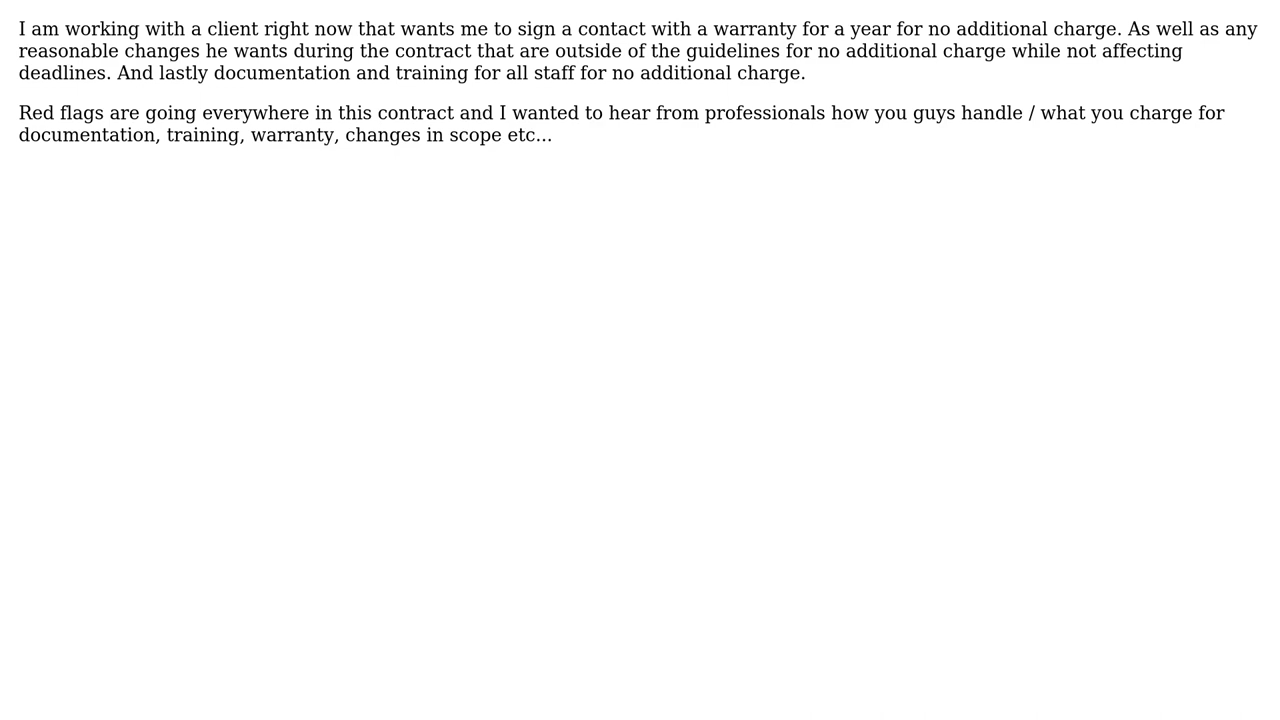 I am working with a client right now that wants me to sign a contact with a warranty for a year for no additional charge. As well as any
reasonable changes he wants during the contract that are outside of the guidelines for no additional charge while not affecting
deadlines. And lastly documentation and training for all staff for no additional charge.
Red flags are going everywhere in this contract and I wanted to hear from professionals how you guys handle / what you charge for
documentation, training, warranty, changes in scope etc...